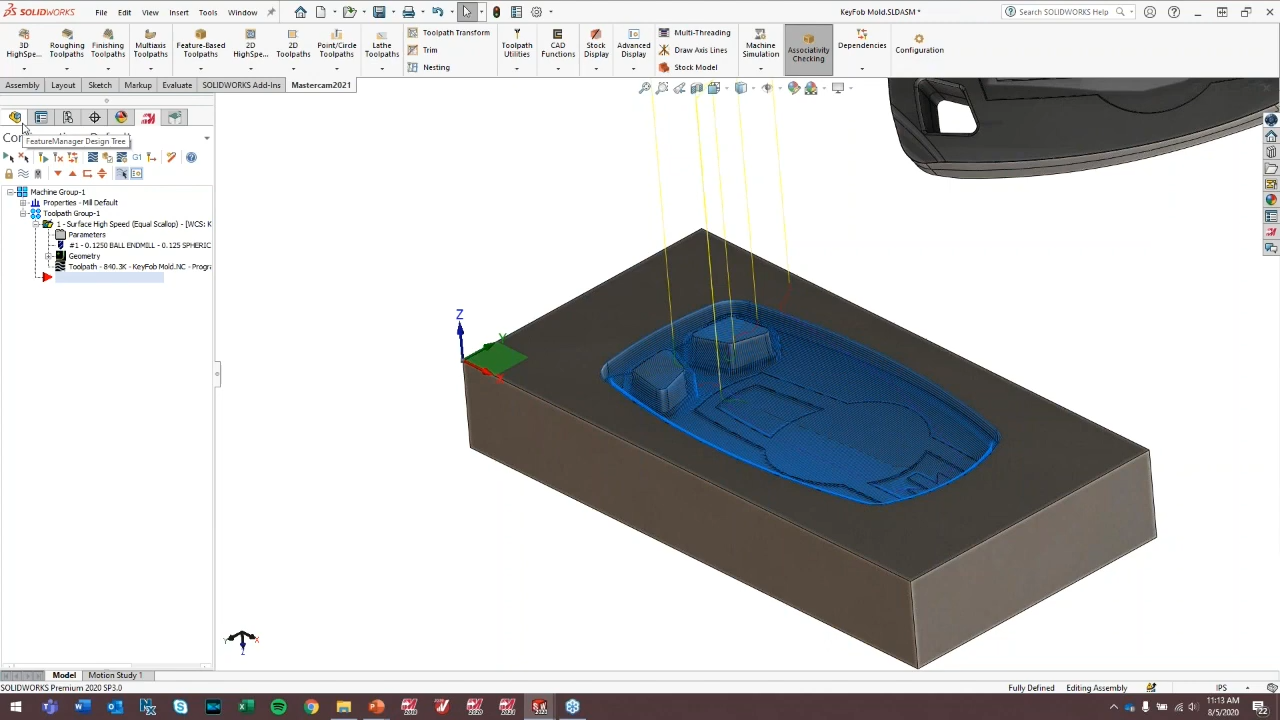 SOLIDWORKS
File
Edit
View
Insert
Tools
Window
KeyFob Mold.SLDASM *
Search SOLIDWORKS Help
3D
HighSpe...
Roughing
Toolpaths
Finishing
Toolpaths
Multiaxis
Toolpaths
Feature-Based
Toolpaths
2D
HighSpe...
2D
Toolpaths
Point/Circle
Toolpaths
Lathe
Toolpaths
Toolpath Transform
Trim
Nesting
Toolpath
Utilities
CAD
Functions
Stock
Display
Advanced
Display
Multi-Threading
Draw Axis Lines
Stock Model
Machine
Simulation
Associativity
Checking
Dependencies
Configuration
Assembly
Layout
Sketch
Markup
Evaluate
SOLIDWORKS Add-Ins
Mastercam2021
FeatureManager Design Tree
G1
Machine Group-1
Properties - Mill Default
Toolpath Group-1
1 - Surface High Speed (Equal Scallop) - [WCS: K
Parameters
#1 - 0.1250 BALL ENDMILL - 0.125 SPHERIC
Geometry
Toolpath - 840.3K - KeyFob Mold.NC - Progra
Z
Model
Motion Study 1
SOLIDWORKS Premium 2020 SP3.0
Fully Defined
Editing Assembly
IPS
11:13 AM
8/5/2020